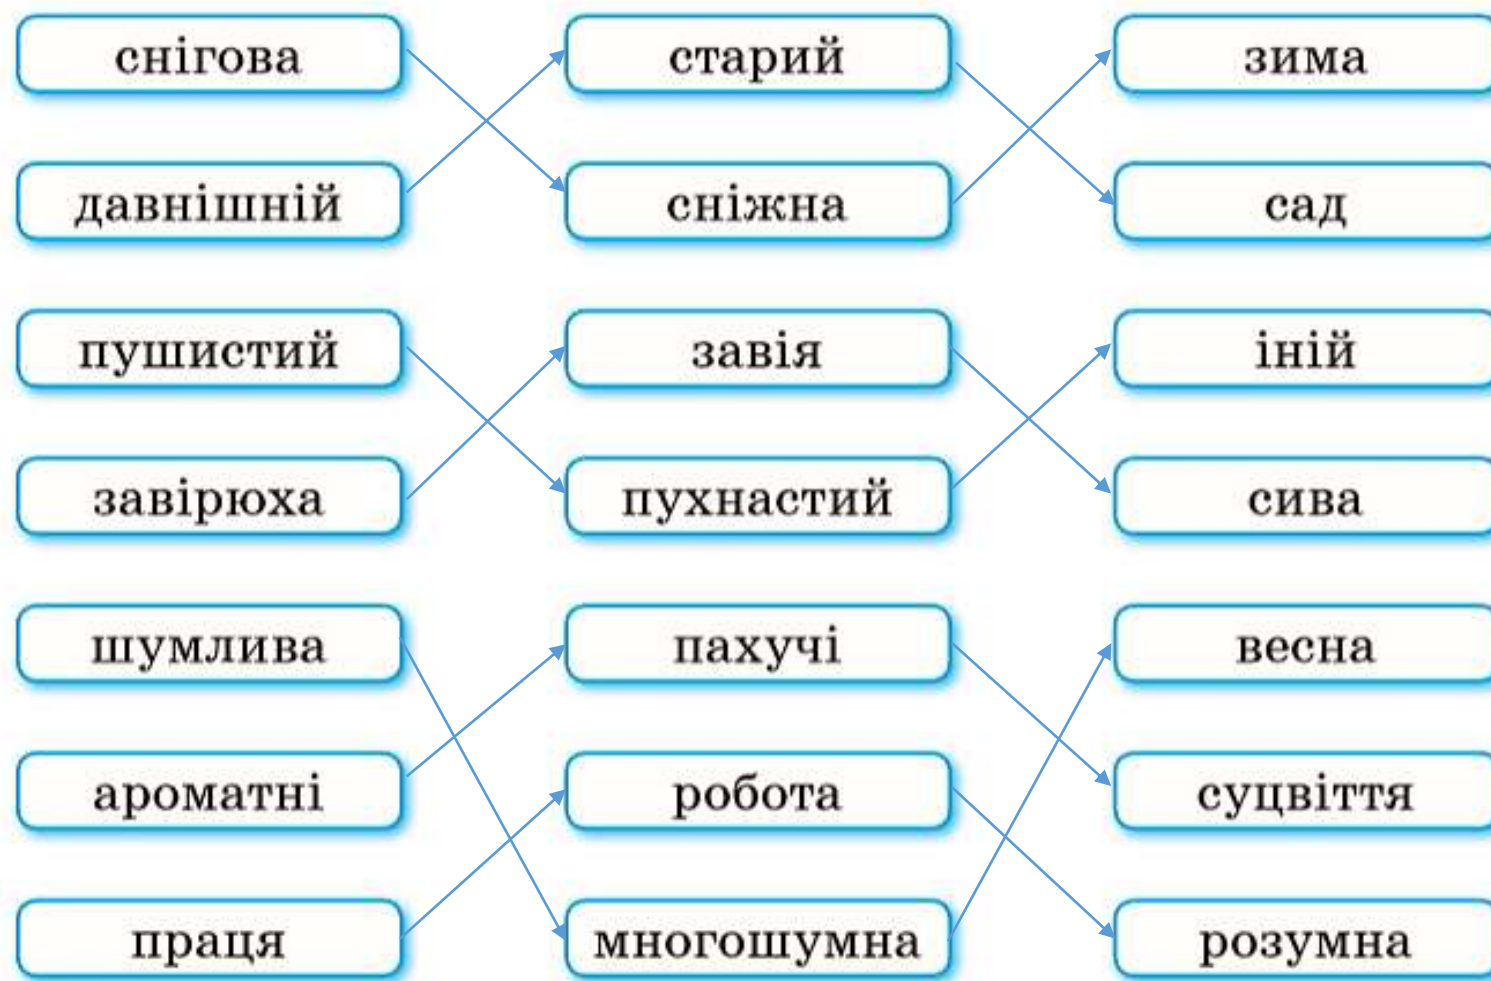 снігова старий зима
давнішній сніжна сад
пушистий завія іній
завірюха пухнастий сива
шумлива пахучі весна
ароматні робота суцвіття
праця многошумна розумна